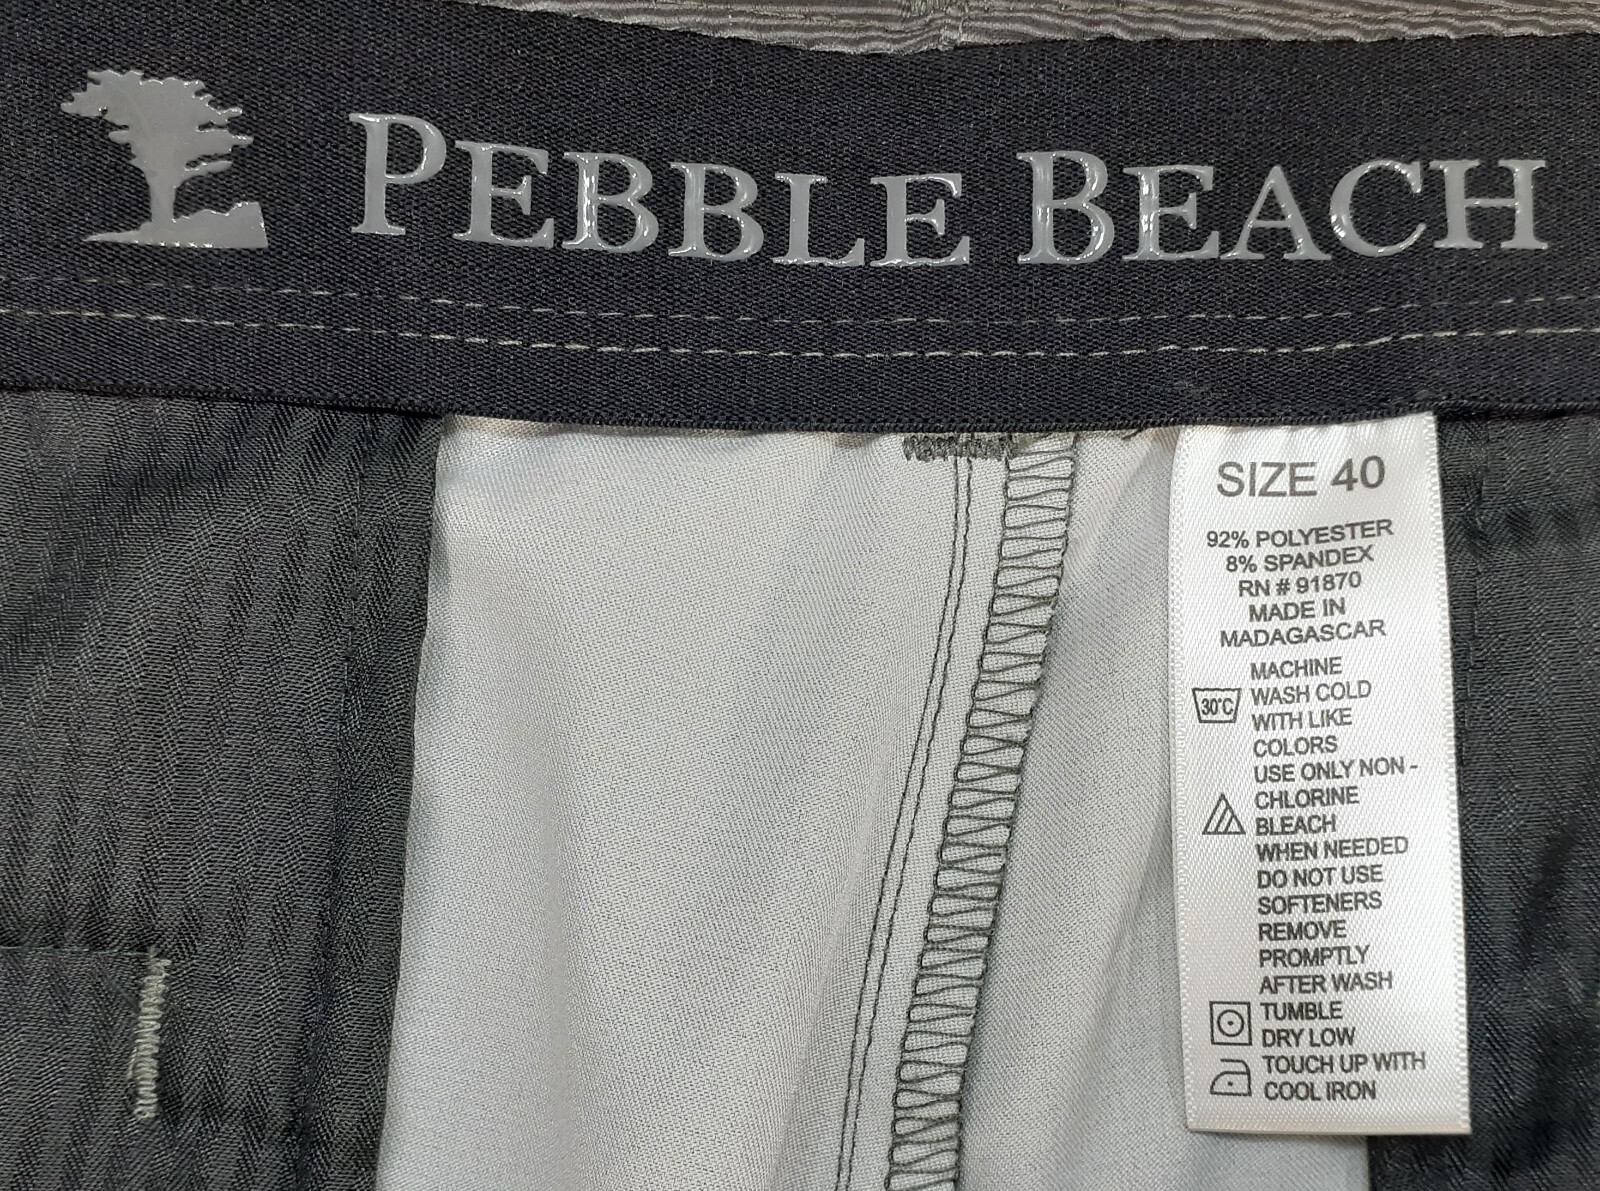 PEBBLE BEACH
SIZE 40
92% POLYESTER
8% SPANDEX
RN # 91870
MADE IN
MADAGASCAR
MACHINE
WASH COLD
30°C
WITH LIKE
COLORS
USE ONLY NON -
CHLORINE
BLEACH
WHEN NEEDED
DO NOT USE
SOFTENERS
REMOVE
PROMPTLY
AFTER WASH
TUMBLE
DRY LOW
TOUCH UP WITH
COOL IRON